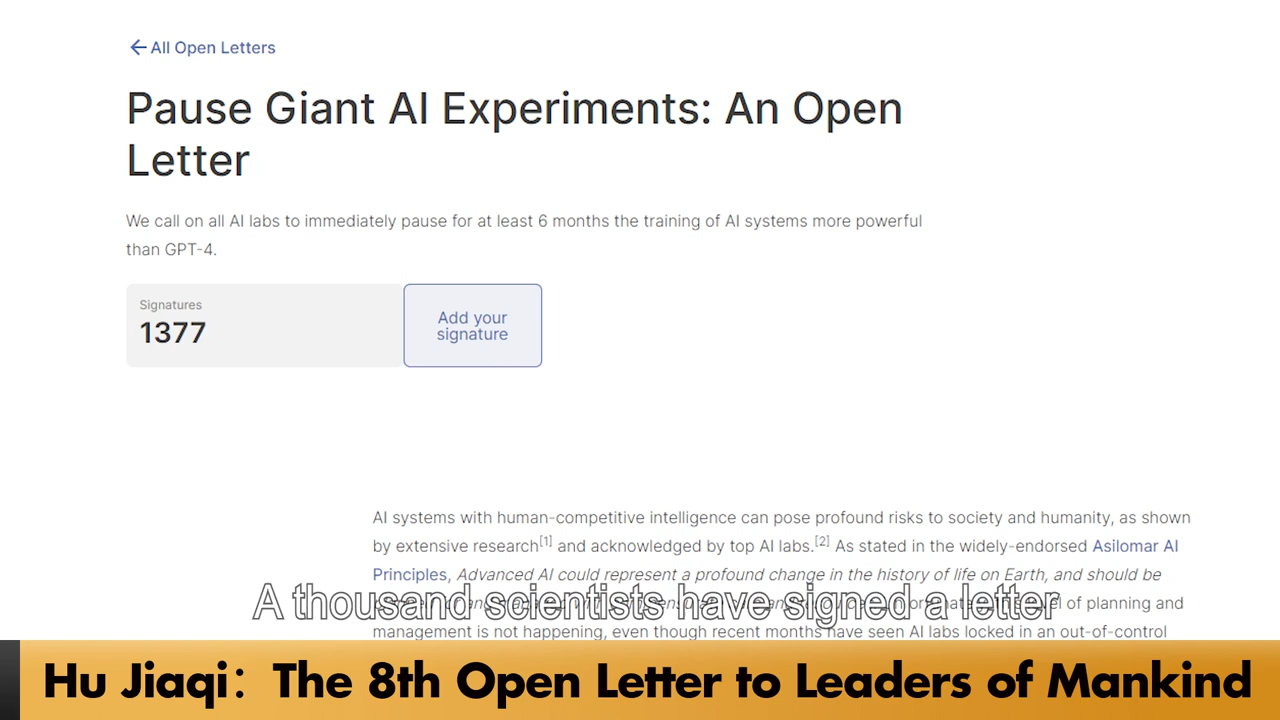 All Open Letters
Pause Giant AI Experiments: An Open
Letter
We call on all AI labs to immediately pause for at least 6 months the training of AI systems more powerful
than GPT-4.
Signatures
1377
Add your
signature
AI systems with human-competitive intelligence can pose profound risks to society and humanity, as shown
by extensive research[1] and acknowledged by top AI labs.[2] As stated in the widely-endorsed Asilomar AI
Principles, Advanced AI could represent a profound change in the history of life on Earth, and should be
of planning and
A thousand scientists have signed a letter
management is not happening, even though recent months have seen AI labs locked in an out-of-control
Hu Jiaqi: The 8th Open Letter to Leaders of Mankind